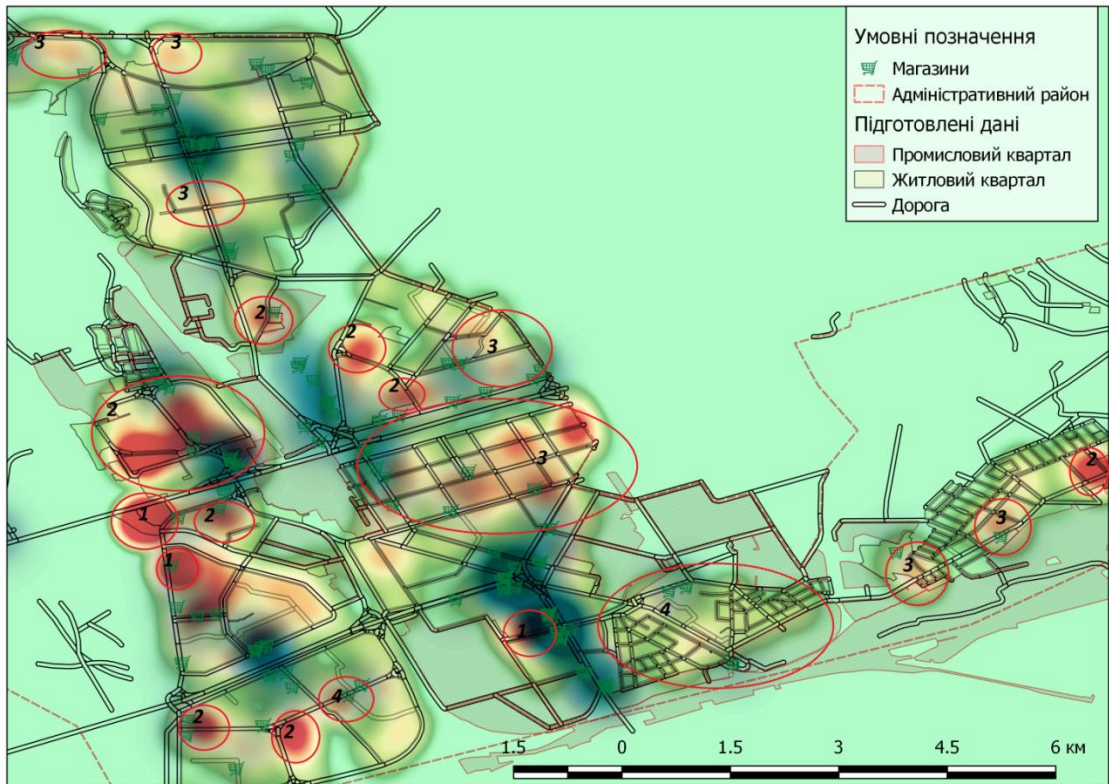 Умовні позначення
Магазини
Адміністративний район
Підготовлені дані
Промисловий квартал
Житловий квартал
Дорога
3
3
3
2
2
3
2
2
3
2
1
2
3
1
3
4
1
4
2
2
1.5 0 1.5 3 4.5 6 км